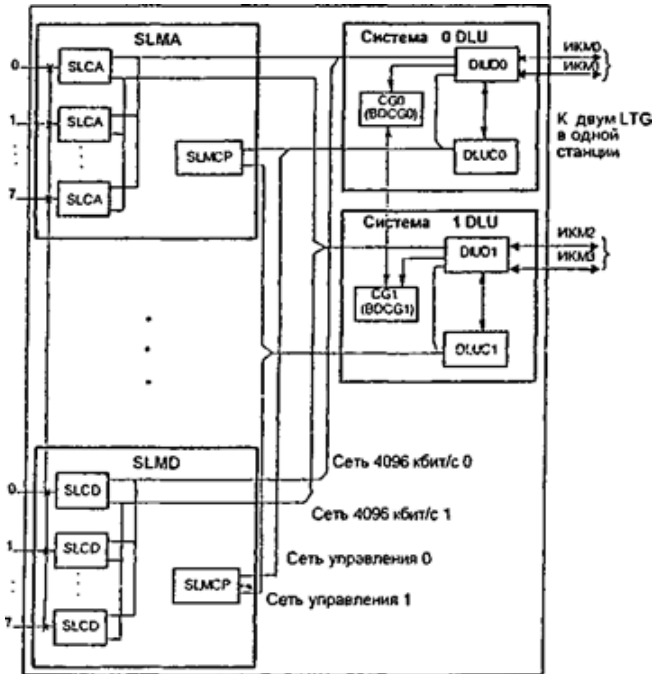 SLMA
0
SLCA
1
SLCA
7
SLCA
SLMCP
Система 0 DLU
DIUD0
CG0
(BDCG0)
DLUC0
ИКМ0
ИКМ1
К двум LTG
в одной
станции
Система 1 DLU
DIUD1
CG1
(BDCG1)
DLUC1
ИКМ2
ИКМ3
SLMD
0
SLCD
1
SLCD
7
SLCD
SLMCP
Сеть 4096 кбит/с 0
Сеть 4096 кбит/с 1
Сеть управления 0
Сеть управления 1